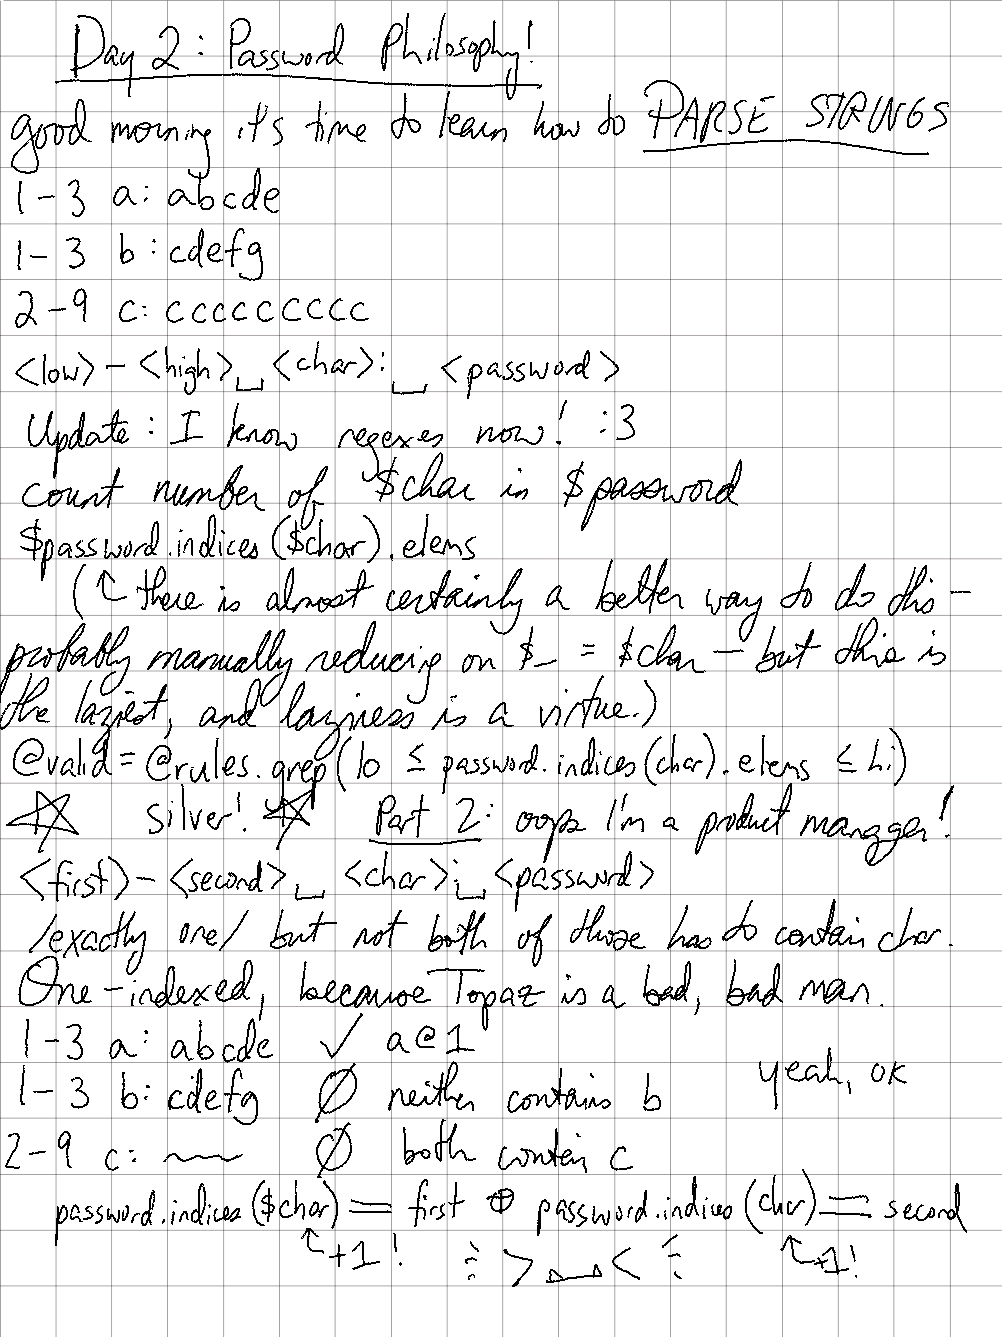 Day 2: Password Philosophy!
good morning it's time to learn how to PARSE STRINGS
1-3 a: abcde
1-3 b: cdefg
2-9 c: ccccccccc
<low>-<high>␣<char>:␣<password>
Update: I know regexes now! :3
count number of $char in $password
$password.indices($char).elems
(↑ there is almost certainly a better way to do this -
probably manually reducing on $_ = $char - but this is
the laziest, and laziness is a virtue.)
@valid = @rules.grep(lo ≤ password.indices(char).elems ≤ hi)
☆ silver! ☆ Part 2: oops I'm a product manager!
<first>-<second>␣<char>:␣<password>
/exactly one/ but not both of those has to contain char.
One-indexed, because Topaz is a bad, bad man.
1-3 a: abcde ✓ a@1
1-3 b: cdefg ∅ neither contains b yeah, ok
2-9 c: ~~ ∅ both contain c
password.indices($char) == first ⊕ password.indices(char) == second
↑+1! ⫶>﹏<⫶ ↑+1!